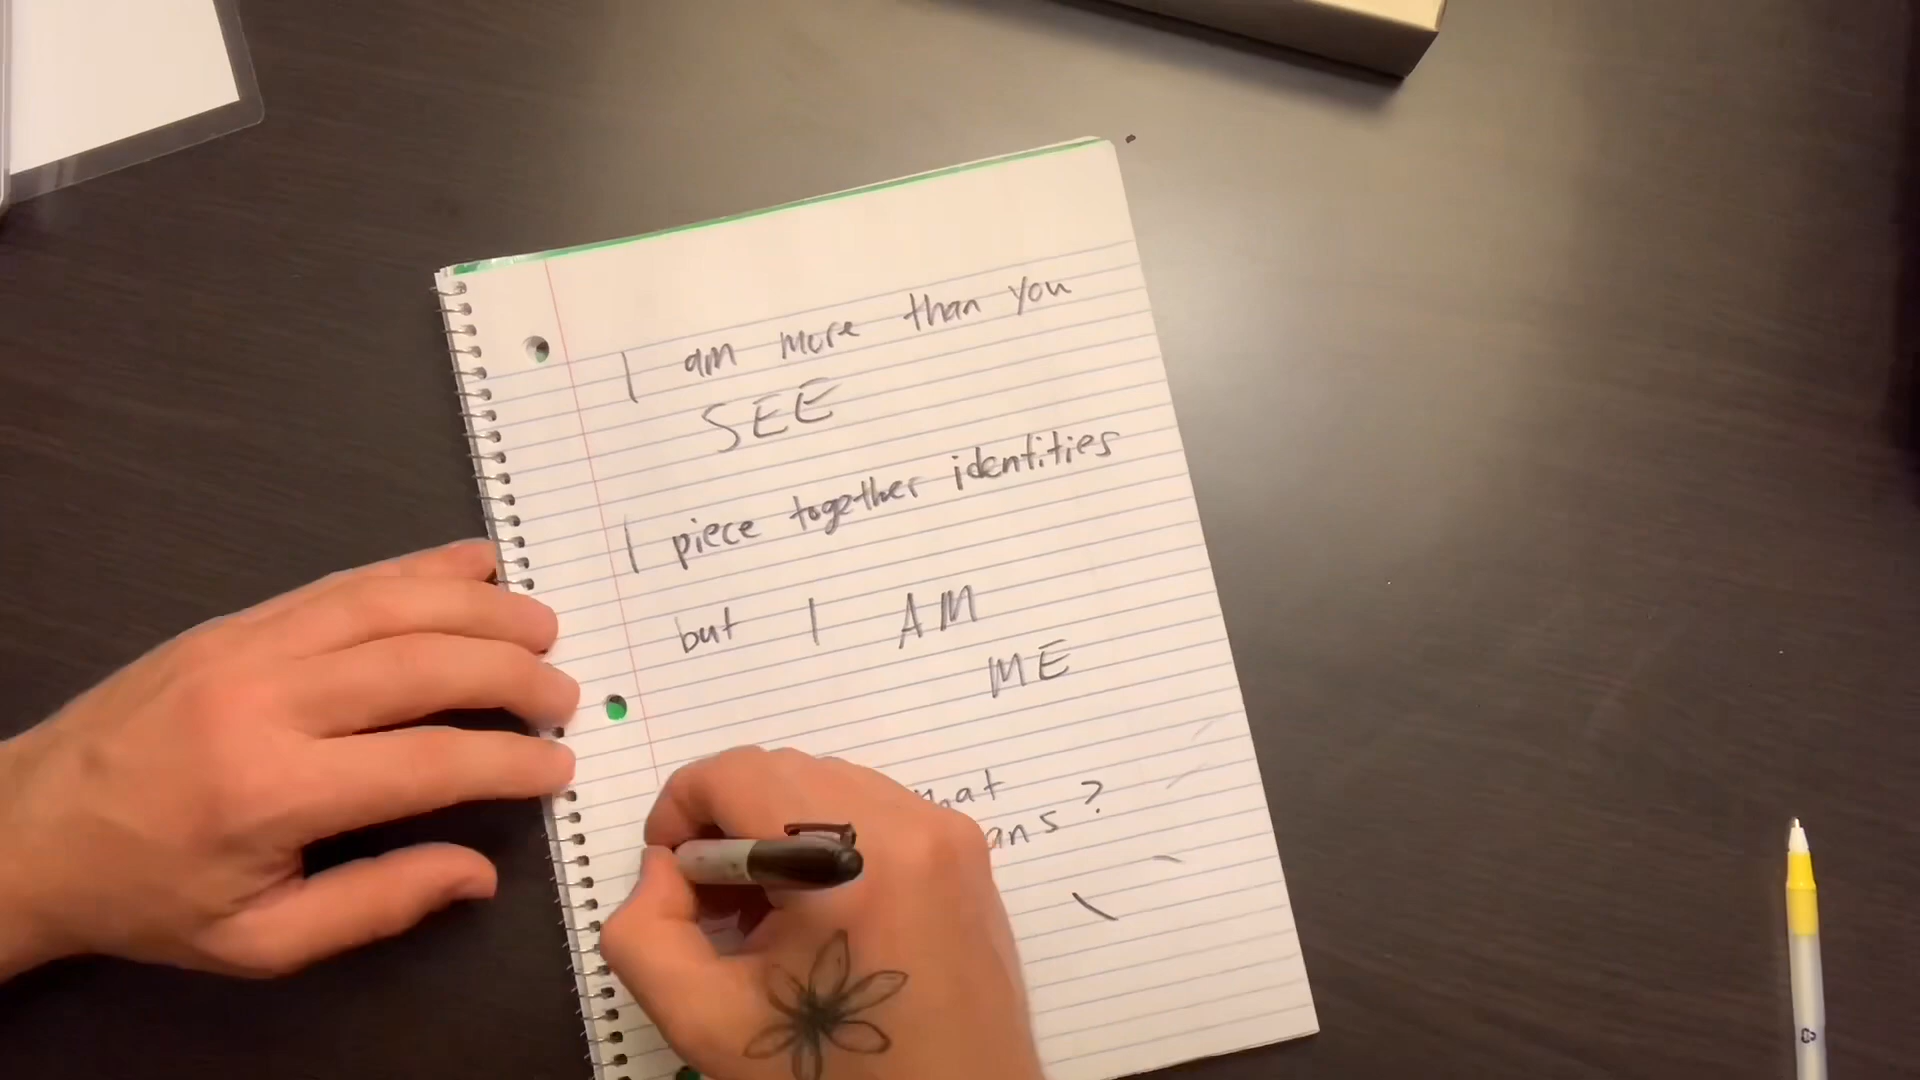 I am more than you
SEE
I piece together identities
but I AM
ME
?